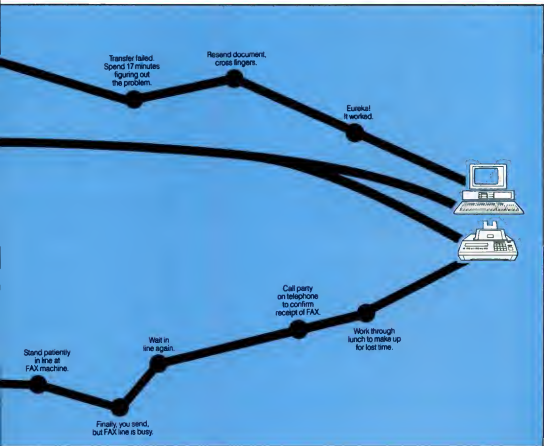 Transfer failed.
Spend 17 minutes
figuring out
the problem.
Resend document,
cross fingers.
Eureka!
It worked.
Call party
on telephone
to confirm
receipt of FAX.
Work through
lunch to make up
for lost time.
Wait in
line again.
Stand patiently
in line at
FAX machine.
Finally, you send,
but FAX line is busy.